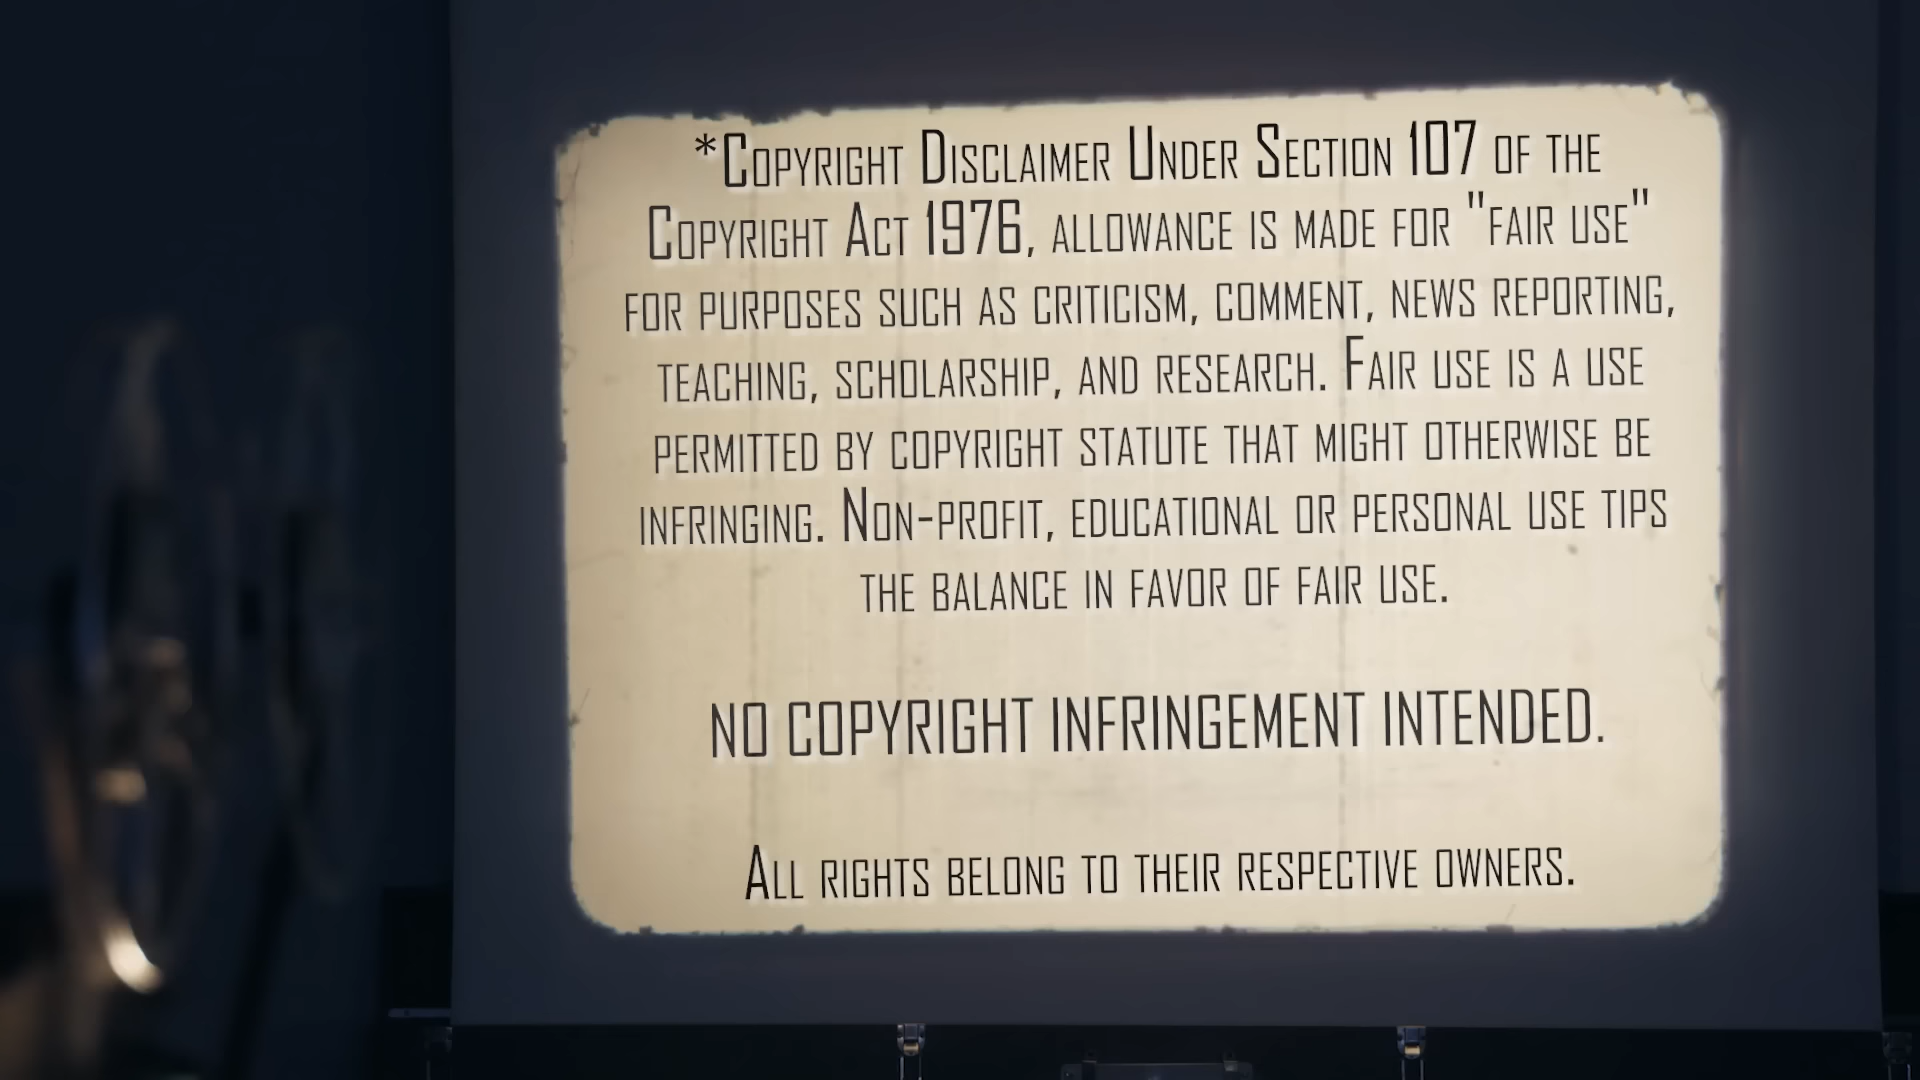 *Copyright Disclaimer Under Section 107 of the
Copyright Act 1976, allowance is made for "fair use"
for purposes such as criticism, comment, news reporting,
teaching, scholarship, and research. Fair use is a use
permitted by copyright statute that might otherwise be
infringing. Non-profit, educational or personal use tips
the balance in favor of fair use.
NO COPYRIGHT INFRINGEMENT INTENDED.
All rights belong to their respective owners.